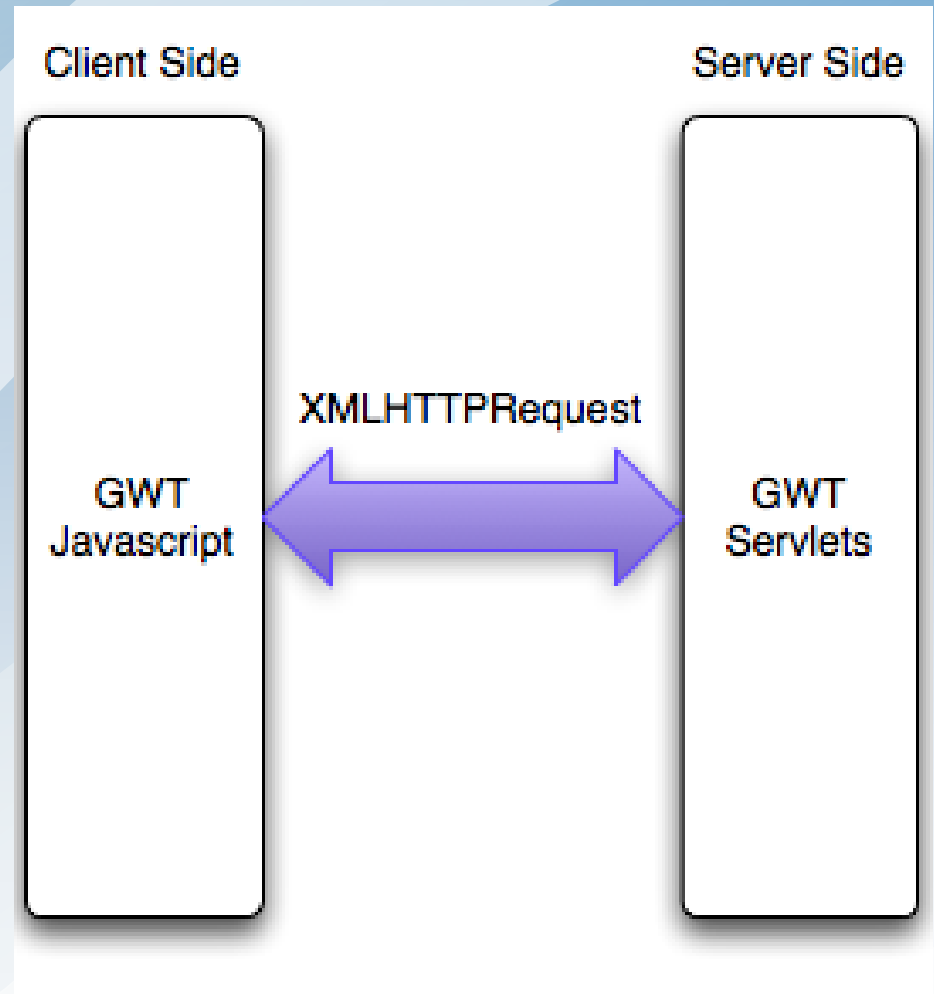 Client Side
Server Side
XMLHTTPRequest
GWT
Javascript
GWT
Servlets